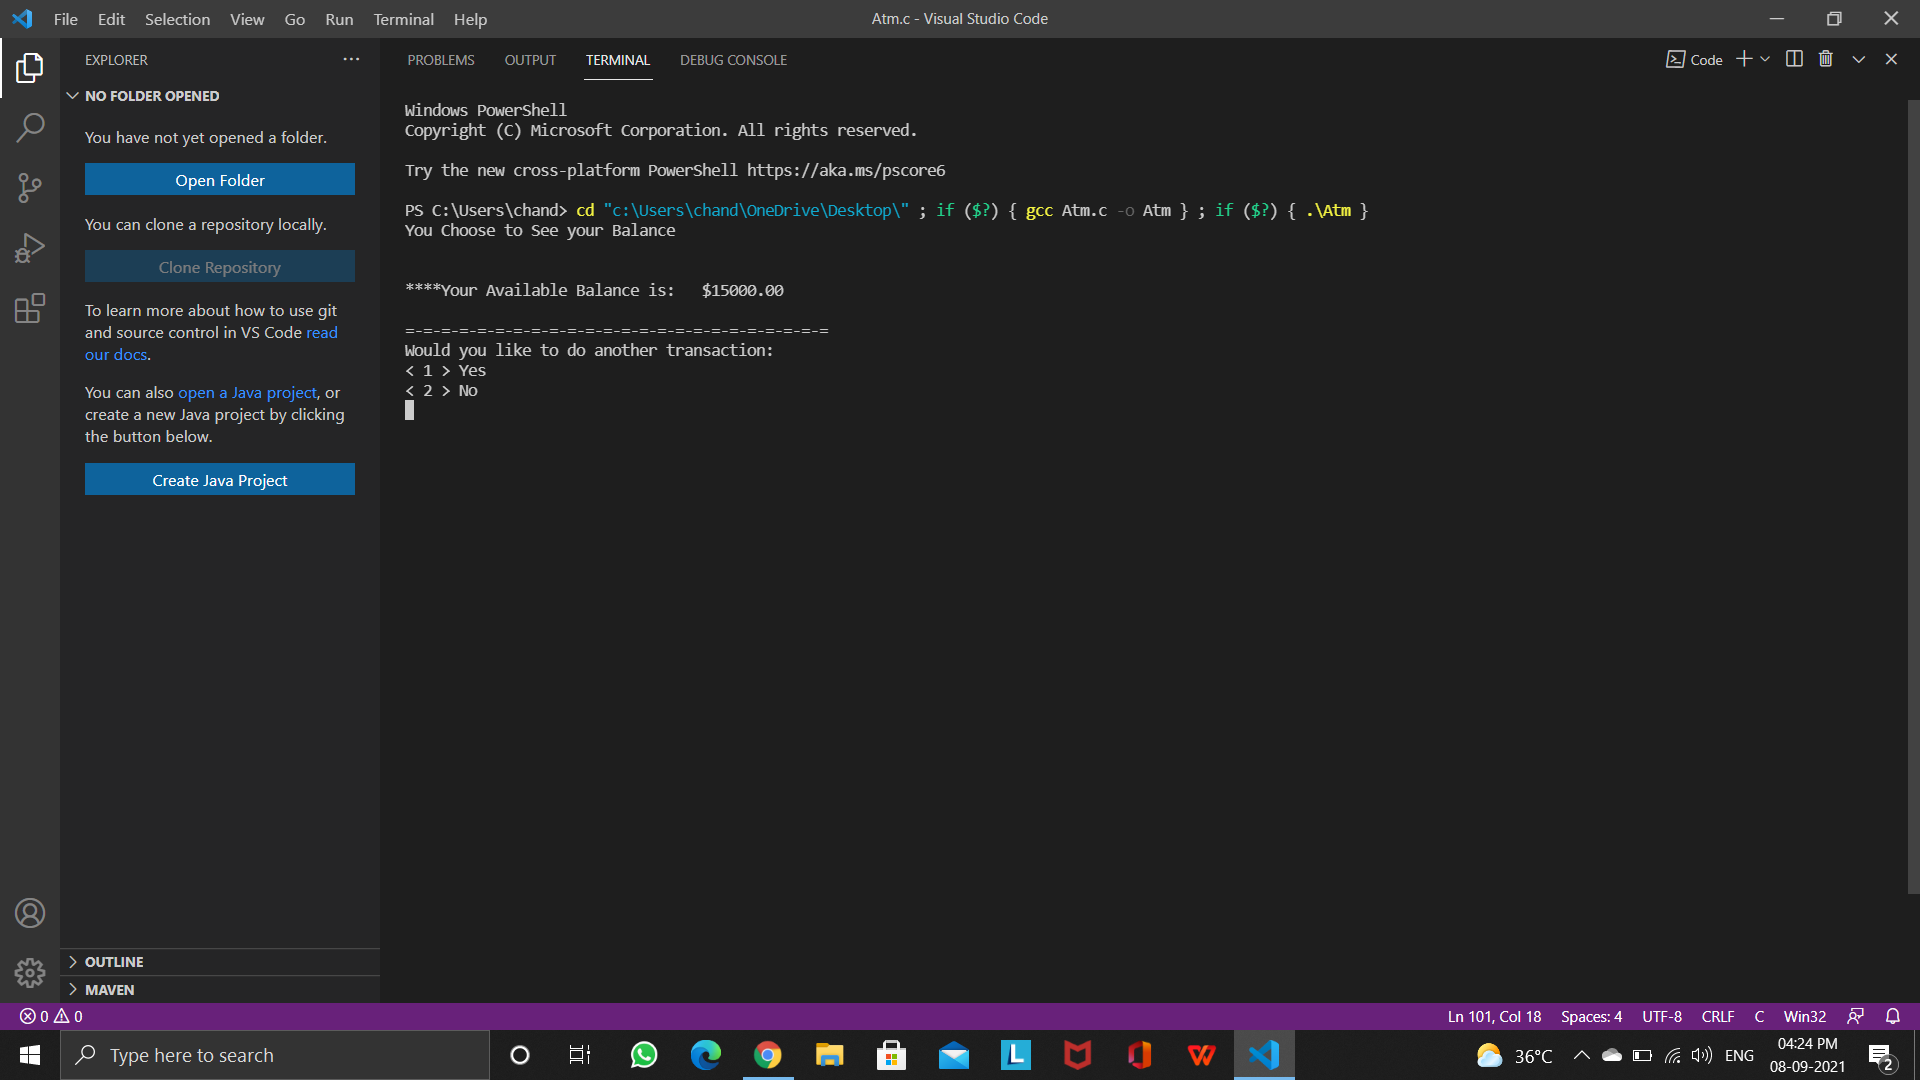 File Edit Selection View Go Run Terminal Help
Atm.c - Visual Studio Code
EXPLORER
NO FOLDER OPENED
You have not yet opened a folder.
Open Folder
You can clone a repository locally.
Clone Repository
To learn more about how to use git
and source control in VS Code read
our docs.
You can also open a Java project, or
create a new Java project by clicking
the button below.
Create Java Project
OUTLINE
MAVEN
PROBLEMS OUTPUT TERMINAL DEBUG CONSOLE
Code
Windows PowerShell
Copyright (C) Microsoft Corporation. All rights reserved.
Try the new cross-platform PowerShell https://aka.ms/pscore6
PS C:\Users\chand> cd "c:\Users\chand\OneDrive\Desktop\" ; if ($?) { gcc Atm.c -o Atm } ; if ($?) { .\Atm }
You Choose to See your Balance
****Your Available Balance is:   $15000.00
=-=-=-=-=-=-=-=-=-=-=-=-=-=-=-=-=-=-=-=-=-=-=-=
Would you like to do another transaction:
< 1 > Yes
< 2 > No
0 0
Ln 101, Col 18 Spaces: 4 UTF-8 CRLF C Win32
Type here to search
L
W
36°C
ENG
04:24 PM
08-09-2021
2